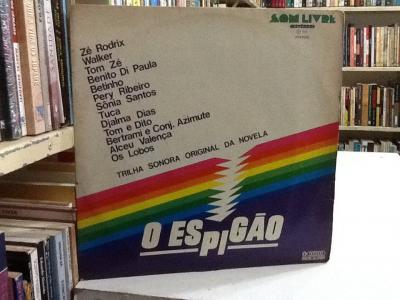 SOM LIVRE
Zé Rodrix
Walker
Tom Zé
Benito Di Paula
Betinho
Pery Ribeiro
Sônia Santos
Tuca
Djalma Dias
Tom e Dito
Bertrami e Conj. Azimute
Alceu Valença
Os Lobos
TRILHA SONORA ORIGINAL DA NOVELA
O ESPIGÃO